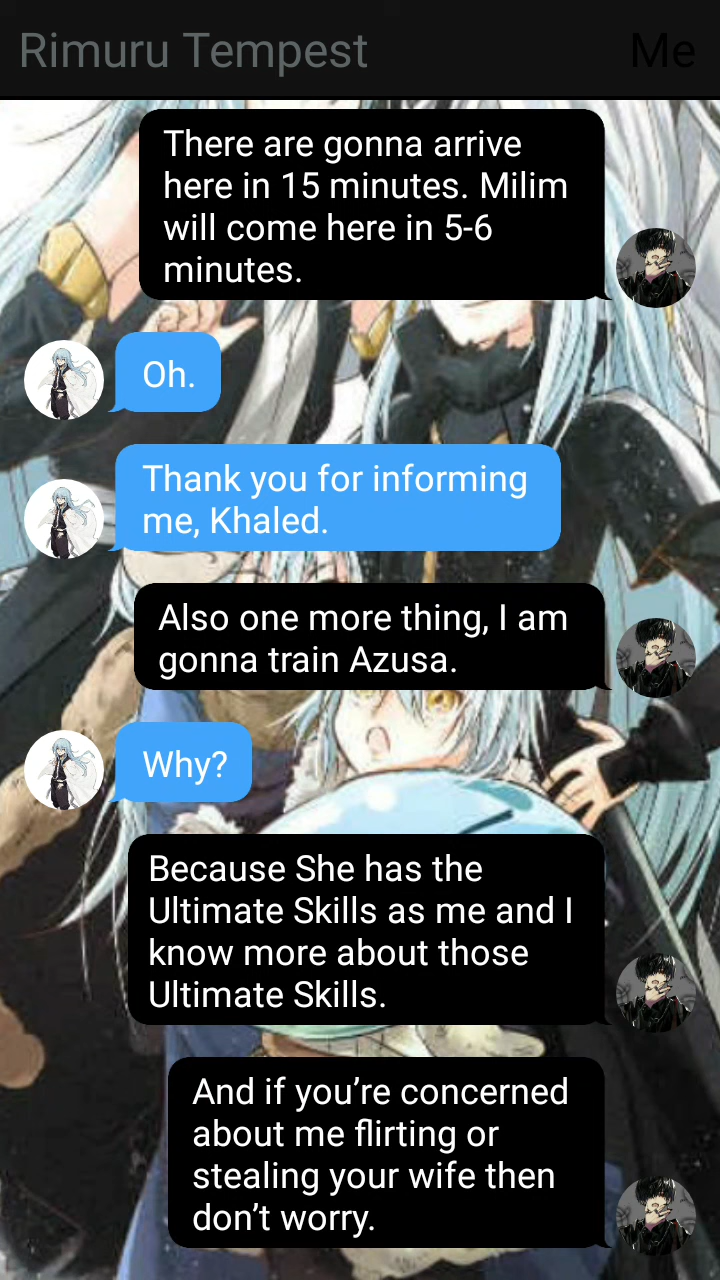 Rimuru Tempest Me
There are gonna arrive
here in 15 minutes. Milim
will come here in 5-6
minutes.
Oh.
Thank you for informing
me, Khaled.
Also one more thing, I am
gonna train Azusa.
Why?
Because She has the
Ultimate Skills as me and I
know more about those
Ultimate Skills.
And if you’re concerned
about me flirting or
stealing your wife then
don’t worry.